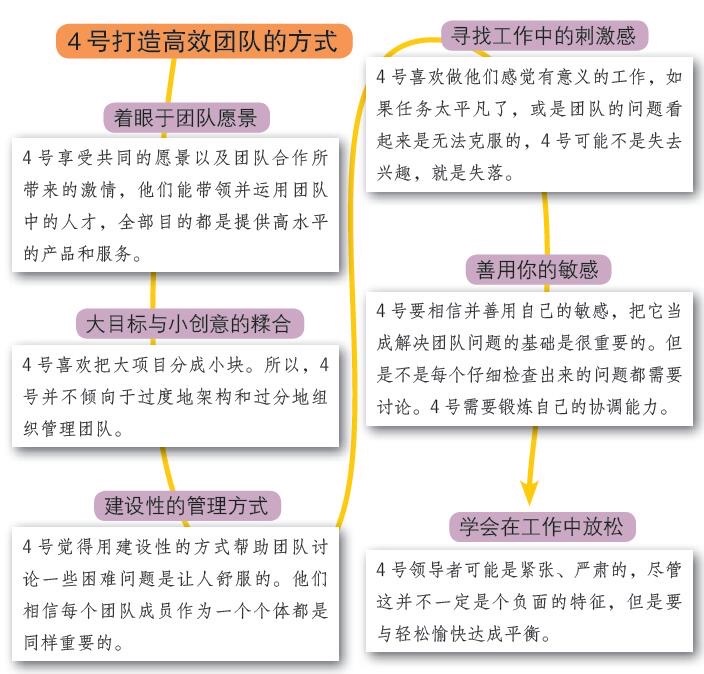 4号打造高效团队的方式
着眼于团队愿景
4号享受共同的愿景以及团队合作所
带来的激情，他们能带领并运用团队
中的人才，全部目的都是提供高水平
的产品和服务。
大目标与小创意的糅合
4号喜欢把大项目分成小块。所以，4
号并不倾向于过度地架构和过分地组
织管理团队。
建设性的管理方式
4号觉得用建设性的方式帮助团队讨
论一些困难问题是让人舒服的。他们
相信每个团队成员作为一个个体都是
同样重要的。
寻找工作中的刺激感
4号喜欢做他们感觉有意义的工作，如
果任务太平凡了，或是团队的问题看
起来是无法克服的，4号可能不是失去
兴趣，就是失落。
善用你的敏感
4号要相信并善用自己的敏感，把它当
成解决团队问题的基础是很重要的。但
是不是每个仔细检查出来的问题都需要
讨论。4号需要锻炼自己的协调能力。
学会在工作中放松
4号领导者可能是紧张、严肃的，尽管
这并不一定是个负面的特征，但是要
与轻松愉快达成平衡。